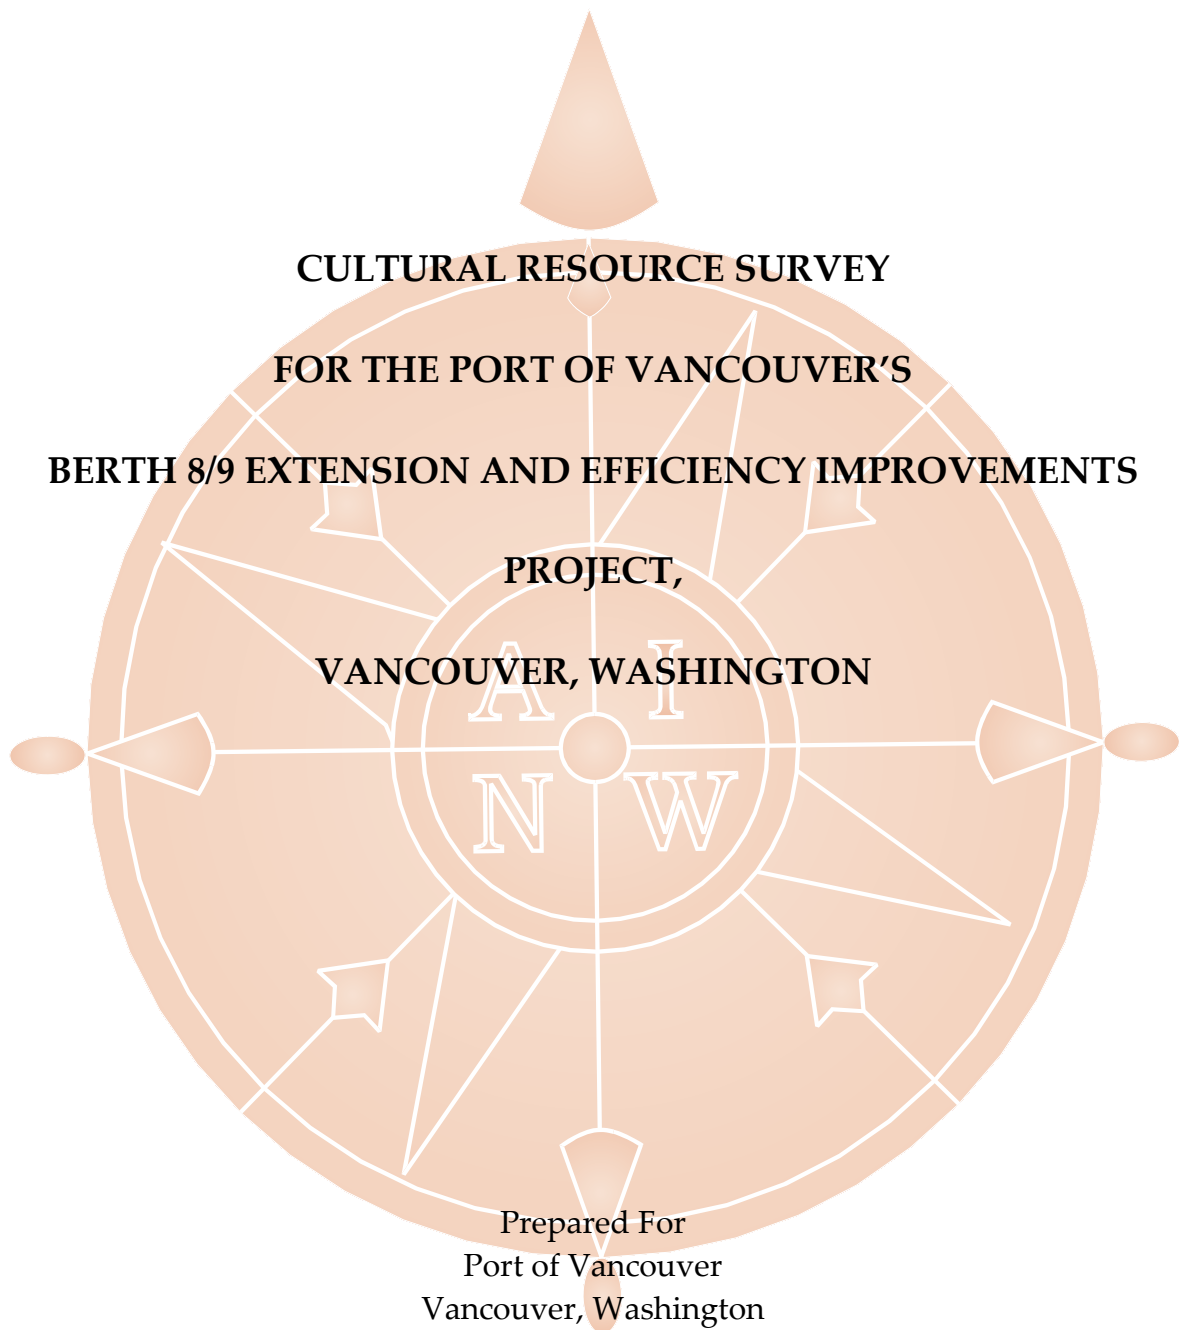 CULTURAL RESOURCE SURVEY
FOR THE PORT OF VANCOUVER’S
BERTH 8/9 EXTENSION AND EFFICIENCY IMPROVEMENTS
PROJECT,
VANCOUVER, WASHINGTON
A I
N W
Prepared For
Port of Vancouver
Vancouver, Washington